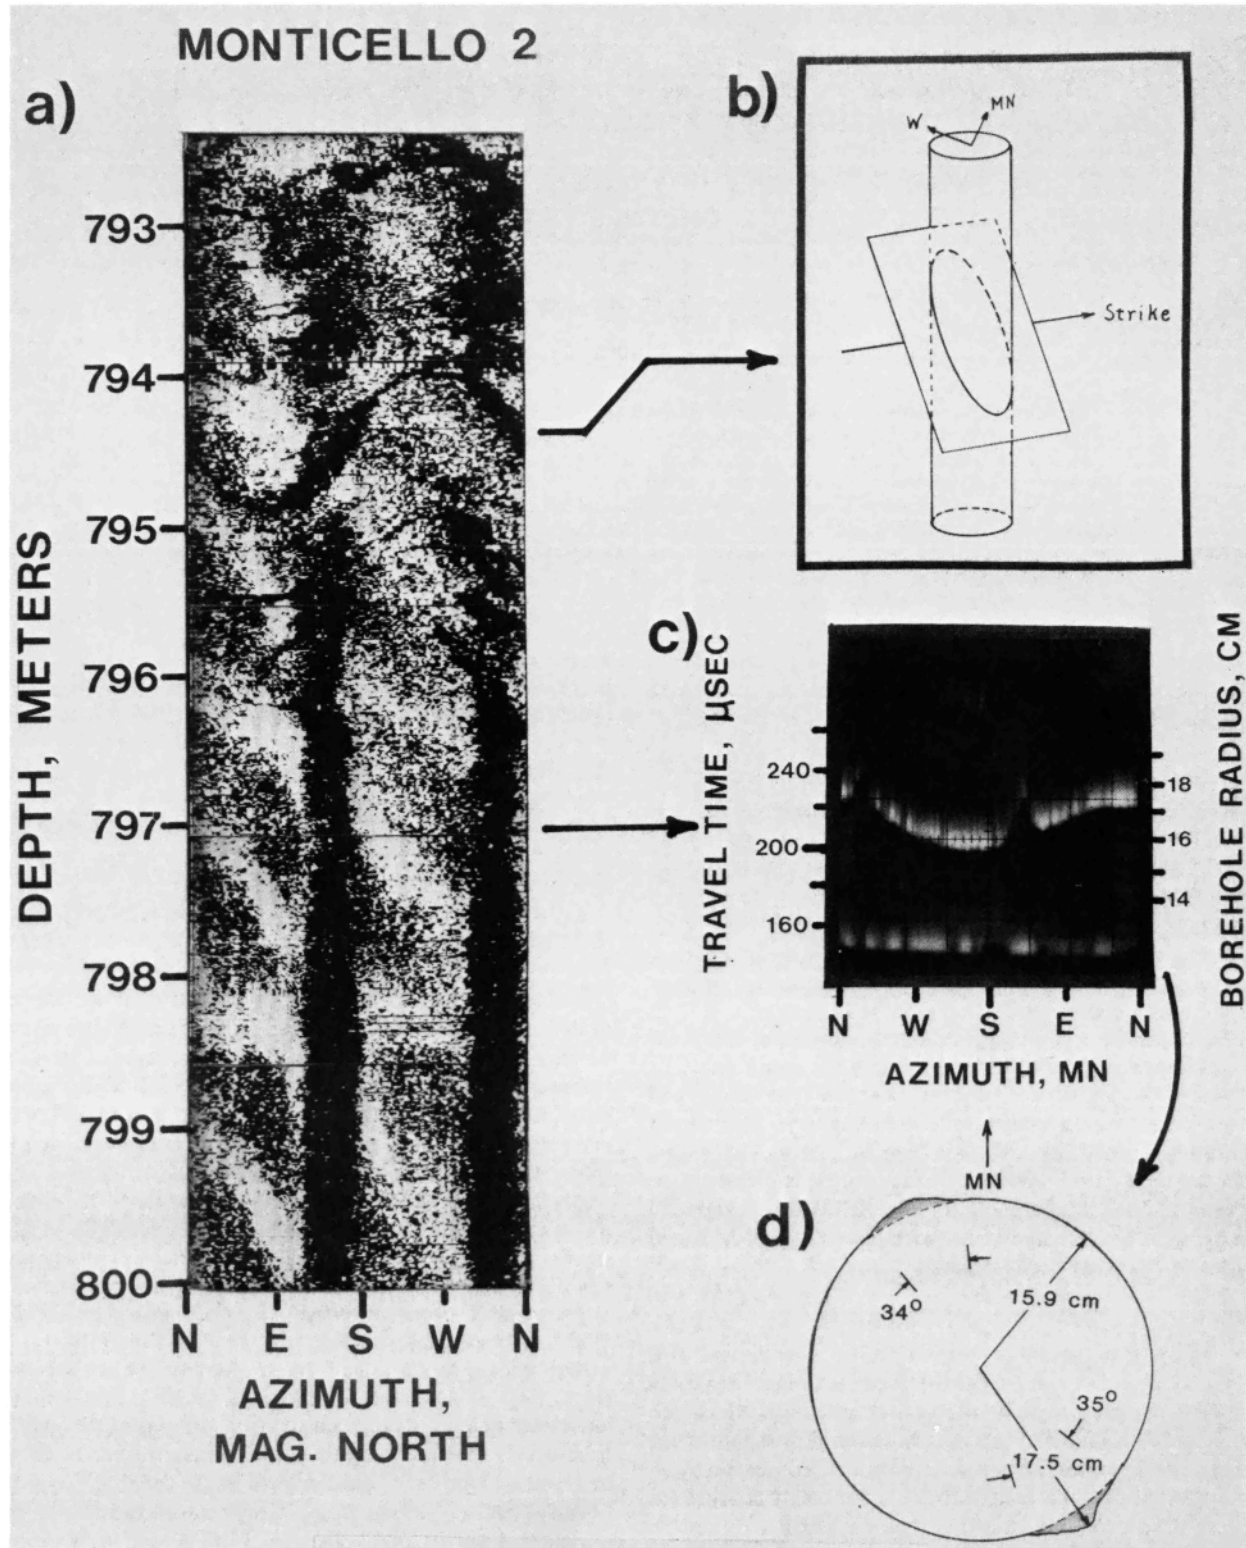 MONTICELLO 2
a)
793
794
795
796
797
798
799
800
DEPTH, METERS
N E S W N
AZIMUTH,
MAG. NORTH
b)
W
MN
Strike
c)
TRAVEL TIME, µSEC
240
200
160
18
16
14
BOREHOLE RADIUS, CM
N W S E N
AZIMUTH, MN
d)
MN
34°
15.9 cm
35°
17.5 cm